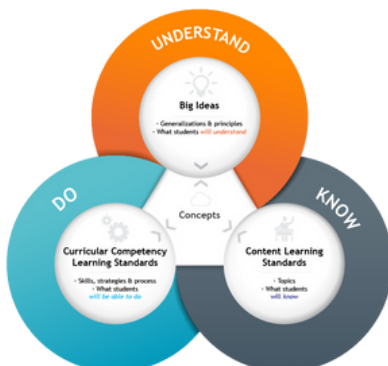 UNDERSTAND
Big Ideas
- Generalizations & principles
- What students will understand
DO
KNOW
Concepts
Curricular Competency
Learning Standards
- Skills, strategies & process
- What students
will be able to do
Content Learning
Standards
- Topics
- What students
will know